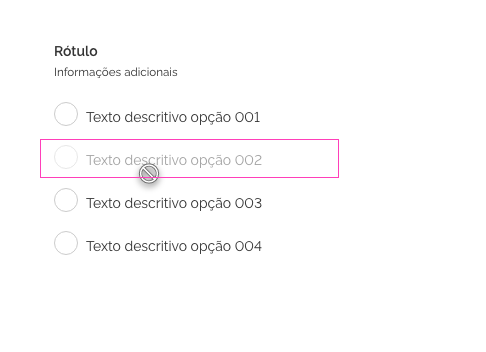 Rótulo
Informações adicionais
Texto descritivo opção 001
Texto descritivo opção 002
Texto descritivo opção 003
Texto descritivo opção 004